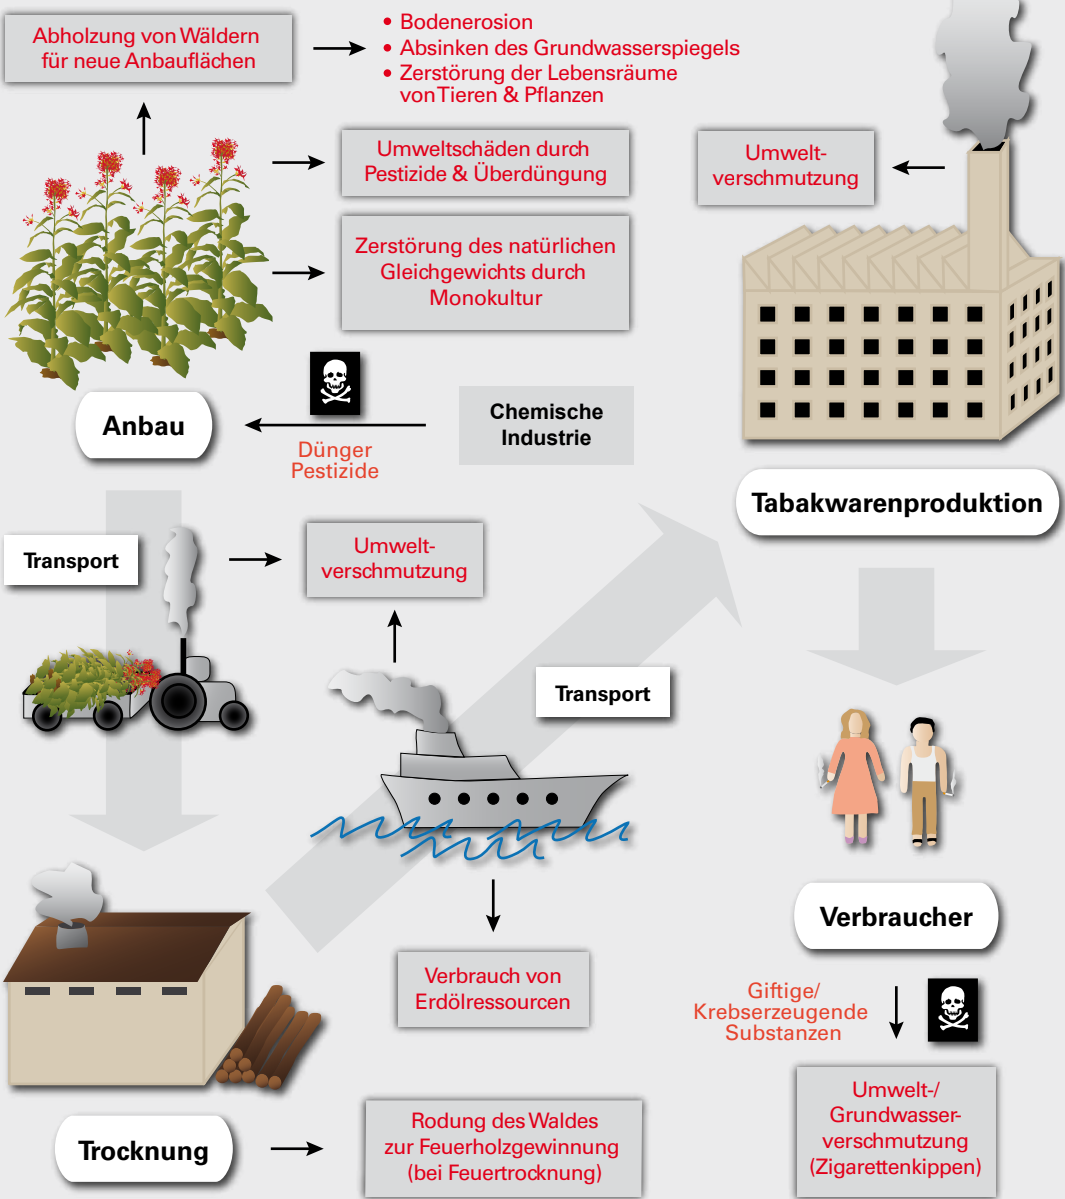 Abholzung von Wäldern
für neue Anbauflächen
• Bodenerosion
• Absinken des Grundwasserspiegels
• Zerstörung der Lebensräume
von Tieren & Pflanzen
Umweltschäden durch
Pestizide & Überdüngung
Umwelt-
verschmutzung
Zerstörung des natürlichen
Gleichgewichts durch
Monokultur
Anbau
Dünger
Pestizide
Chemische
Industrie
Tabakwarenproduktion
Transport
Umwelt-
verschmutzung
Transport
Verbraucher
Verbrauch von
Erdölressourcen
Giftige/
Krebserzeugende
Substanzen
Trocknung
Rodung des Waldes
zur Feuerholzgewinnung
(bei Feuertrocknung)
Umwelt-/
Grundwasser-
verschmutzung
(Zigarettenkippen)